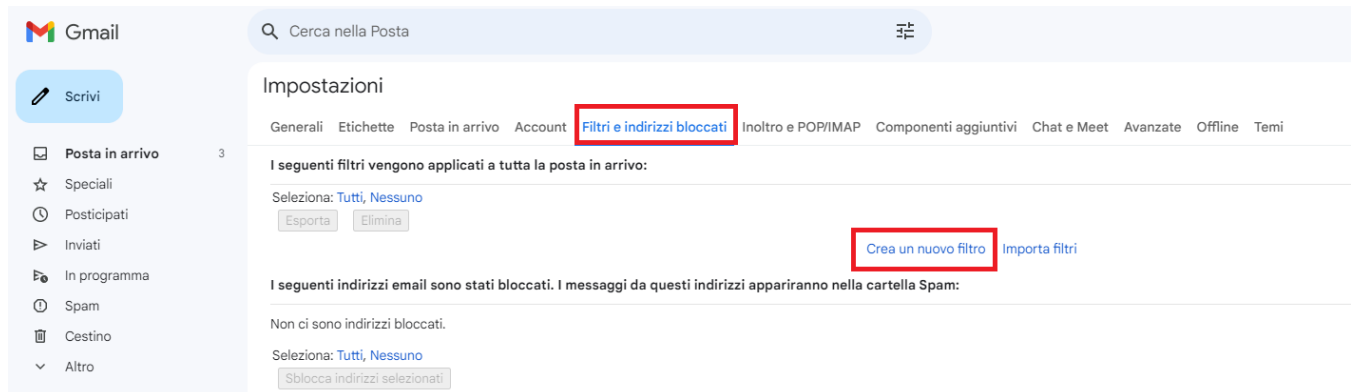 Gmail
Cerca nella Posta
Scrivi
Posta in arrivo 3
Speciali
Posticipati
Inviati
In programma
Spam
Cestino
Altro
Impostazioni
Generali Etichette Posta in arrivo Account Filtri e indirizzi bloccati Inoltro e POP/IMAP Componenti aggiuntivi Chat e Meet Avanzate Offline Temi
I seguenti filtri vengono applicati a tutta la posta in arrivo:
Seleziona: Tutti, Nessuno
Esporta Elimina
Crea un nuovo filtro Importa filtri
I seguenti indirizzi email sono stati bloccati. I messaggi da questi indirizzi appariranno nella cartella Spam:
Non ci sono indirizzi bloccati.
Seleziona: Tutti, Nessuno
Sblocca indirizzi selezionati